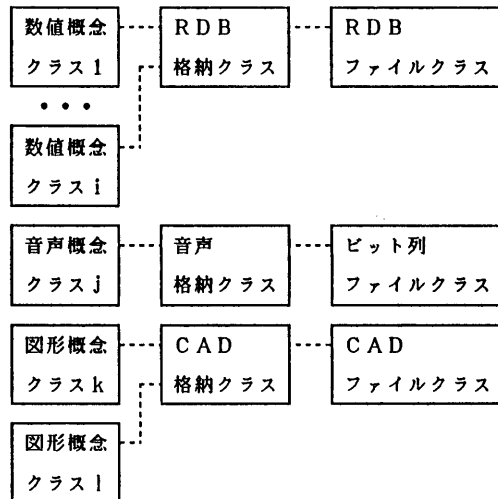 数値概念
クラス1
RDB
格納クラス
RDB
ファイルクラス
・・・
数値概念
クラスi
音声概念
クラスj
音声
格納クラス
ビット列
ファイルクラス
図形概念
クラスk
CAD
格納クラス
CAD
ファイルクラス
図形概念
クラスl